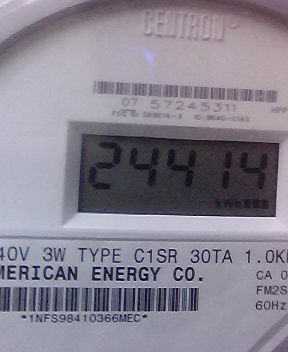 CENTRON®
07 57245311
24414
kWh
40V 3W TYPE C1SR 30TA 1.0K
MERICAN ENERGY CO.
CA 0
FM2S
60Hz
*1NFS98410366MEC*